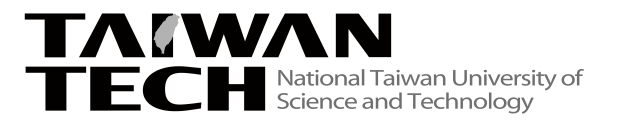 TAIWAN
TECH
National Taiwan University of
Science and Technology